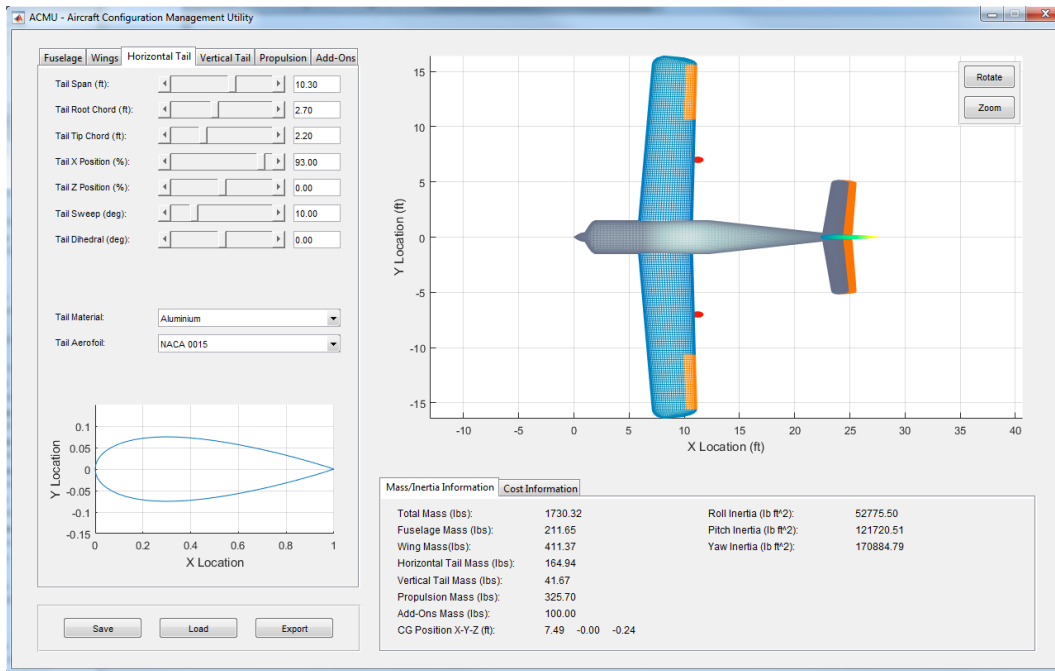 ACMU - Aircraft Configuration Management Utility
Fuselage Wings Horizontal Tail Vertical Tail Propulsion Add-Ons
Tail Span (ft): 10.30
Tail Root Chord (ft): 2.70
Tail Tip Chord (ft): 2.20
Tail X Position (%): 93.00
Tail Z Position (%): 0.00
Tail Sweep (deg): 10.00
Tail Dihedral (deg): 0.00
Tail Material: Aluminium
Tail Aerofoil: NACA 0015
0.1
0.05
0
-0.05
-0.1
-0.15
Y Location
0 0.2 0.4 0.6 0.8 1
X Location
Save Load Export
Rotate
Zoom
15
10
5
0
-5
-10
-15
Y Location (ft)
-10 -5 0 5 10 15 20 25 30 35 40
X Location (ft)
Mass/Inertia Information Cost Information
Total Mass (lbs): 1730.32 Roll Inertia (lb ft^2): 52775.50
Fuselage Mass (lbs): 211.65 Pitch Inertia (lb ft^2): 121720.51
Wing Mass(lbs): 411.37 Yaw Inertia (lb ft^2): 170884.79
Horizontal Tail Mass (lbs): 164.94
Vertical Tail Mass (lbs): 41.67
Propulsion Mass (lbs): 325.70
Add-Ons Mass (lbs): 100.00
CG Position X-Y-Z (ft): 7.49 -0.00 -0.24